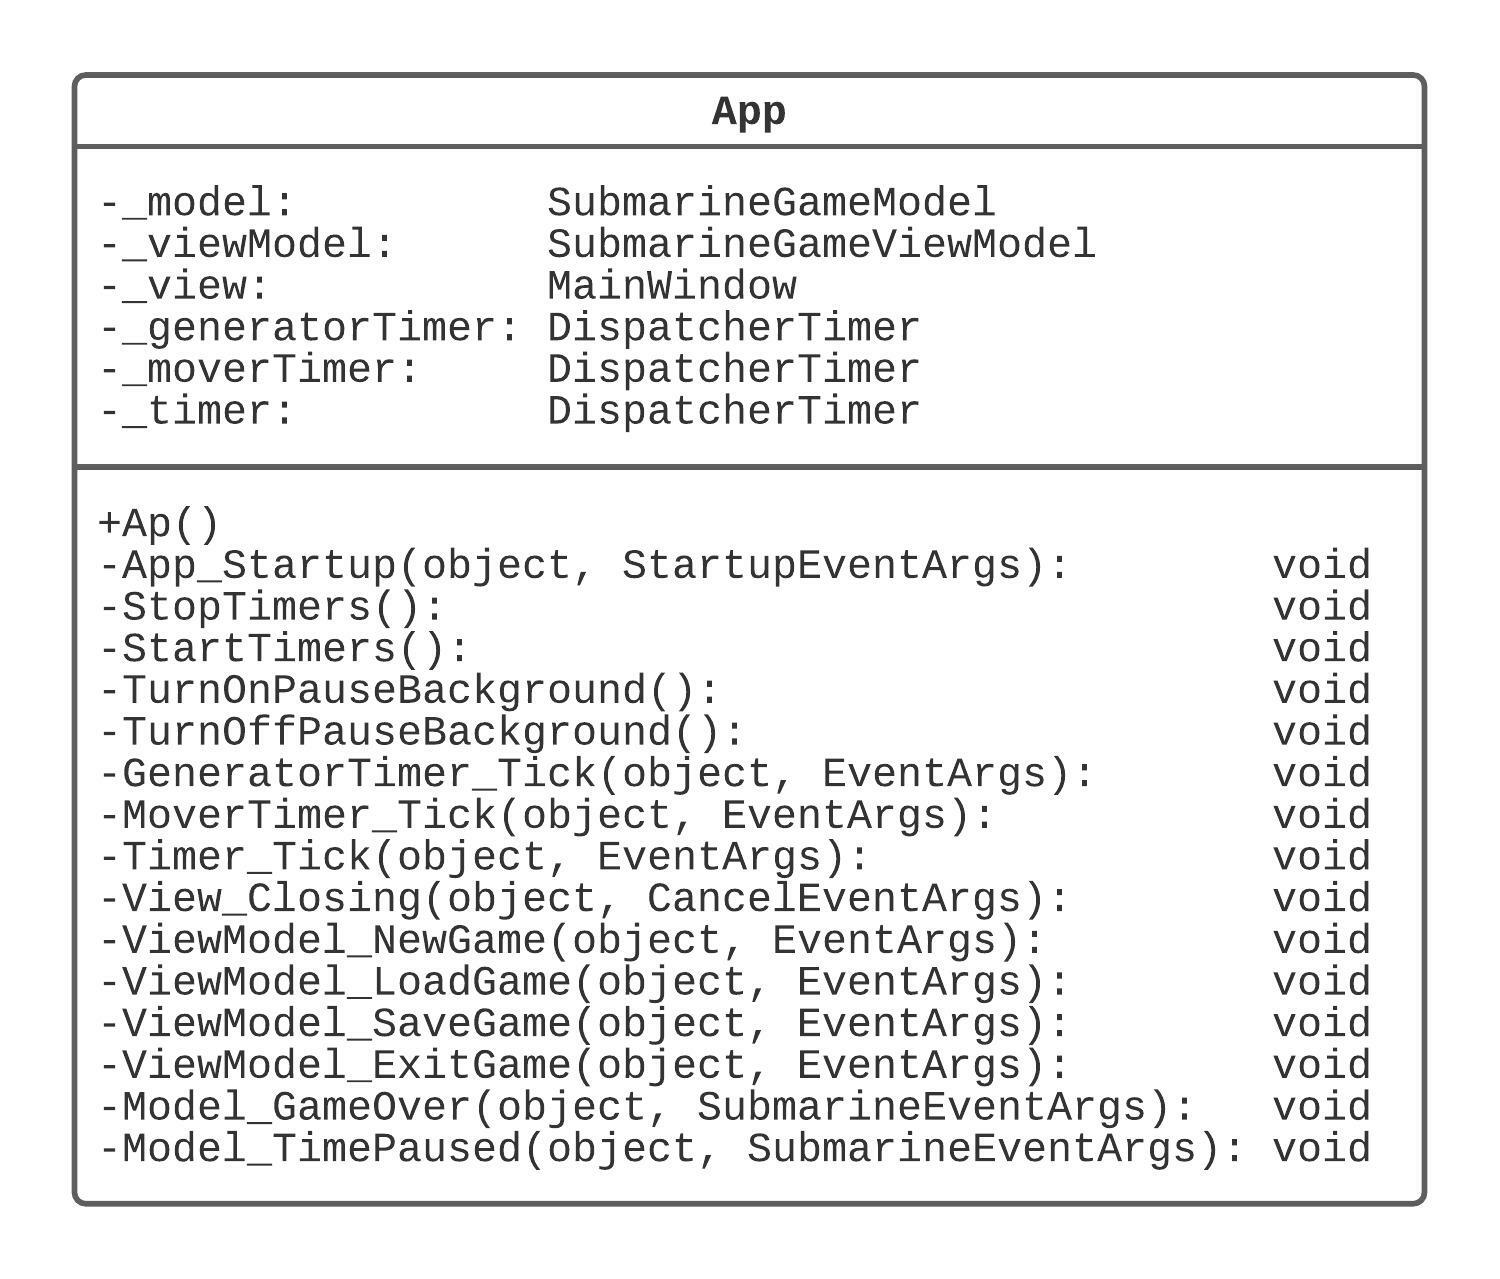 App
-_model: SubmarineGameModel
-_viewModel: SubmarineGameViewModel
-_view: MainWindow
-_generatorTimer: DispatcherTimer
-_moverTimer: DispatcherTimer
-_timer: DispatcherTimer
+Ap()
-App_Startup(object, StartupEventArgs): void
-StopTimers(): void
-StartTimers(): void
-TurnOnPauseBackground(): void
-TurnOffPauseBackground(): void
-GeneratorTimer_Tick(object, EventArgs): void
-MoverTimer_Tick(object, EventArgs): void
-Timer_Tick(object, EventArgs): void
-View_Closing(object, CancelEventArgs): void
-ViewModel_NewGame(object, EventArgs): void
-ViewModel_LoadGame(object, EventArgs): void
-ViewModel_SaveGame(object, EventArgs): void
-ViewModel_ExitGame(object, EventArgs): void
-Model_GameOver(object, SubmarineEventArgs): void
-Model_TimePaused(object, SubmarineEventArgs): void